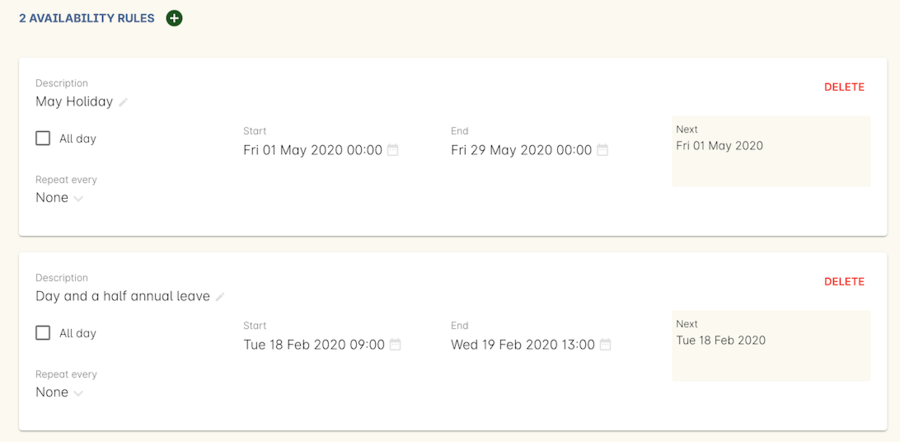 2 AVAILABILITY RULES
Description
May Holiday
DELETE
All day
Start
Fri 01 May 2020 00:00
End
Fri 29 May 2020 00:00
Next
Fri 01 May 2020
Repeat every
None
Description
Day and a half annual leave
DELETE
All day
Start
Tue 18 Feb 2020 09:00
End
Wed 19 Feb 2020 13:00
Next
Tue 18 Feb 2020
Repeat every
None